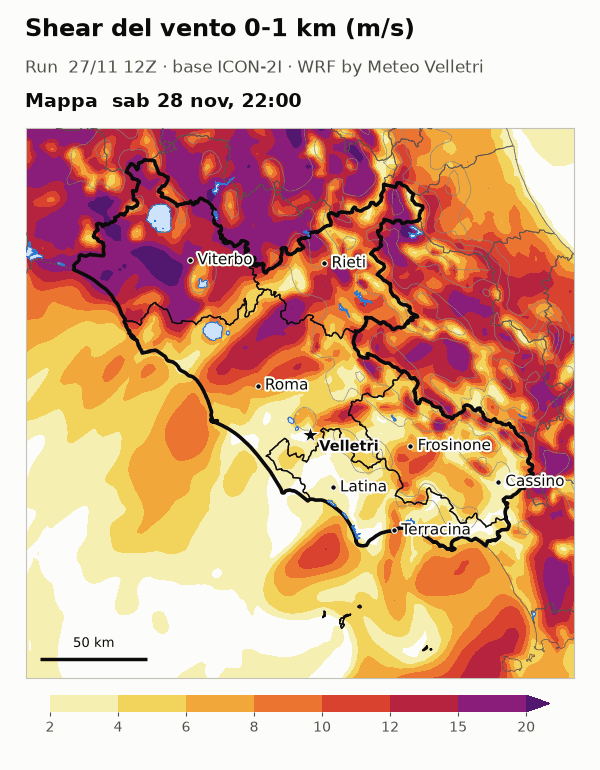 Shear del vento 0-1 km (m/s)
Run  27/11 12Z · base ICON-2I · WRF by Meteo Velletri
Mappa  sab 28 nov, 22:00
Viterbo
Rieti
Roma
Velletri
Frosinone
Cassino
Latina
Terracina
50 km
2 4 6 8 10 12 15 20